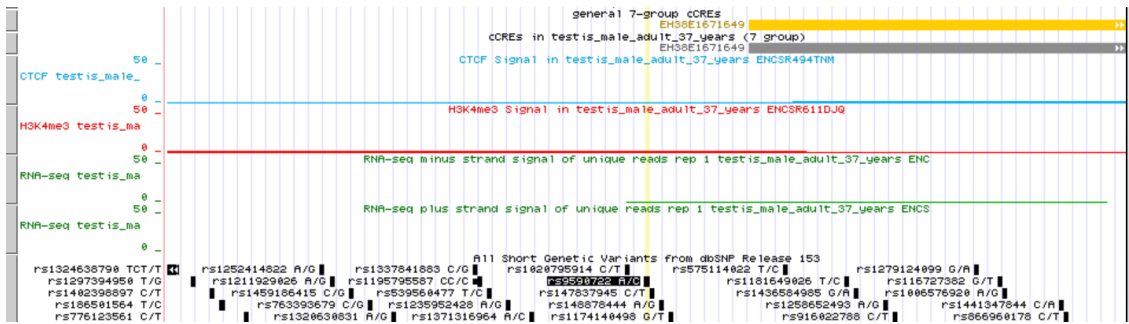 general 7-group cCREs
EH38E1671649
cCREs in testis_male_adult_37_years (7 group)
EH38E1671649
50 _ CTCF Signal in testis_male_adult_37_years ENCSR494TNM
CTCF testis_male_
0 _
50 _ H3K4me3 Signal in testis_male_adult_37_years ENCSR611DJQ
H3K4me3 testis_ma
0 _
50 _ RNA-seq minus strand signal of unique reads rep 1 testis_male_adult_37_years ENC
RNA-seq testis_ma
0 _
50 _ RNA-seq plus strand signal of unique reads rep 1 testis_male_adult_37_years ENCS
RNA-seq testis_ma
0 _
All Short Genetic Variants from dbSNP Release 153
rs1324638790 TCT/T rs1252414822 A/G rs1337841883 C/G rs1020795914 C/T rs575114022 T/C rs1279124099 G/A
rs1297394950 T/G rs1211929026 A/G rs1195795587 CC/C rs9590722 A/C rs1181649026 T/C rs116727382 G/T
rs1402398897 C/T rs1459186415 C/G rs539560477 T/C rs147837945 C/T rs1436584985 G/A rs1006576920 A/G
rs186501564 T/C rs763393679 C/G rs1235952428 A/G rs148878444 A/G rs1258652493 A/G rs1441347844 C/A
rs776123561 C/T rs1320630831 A/G rs1371316964 A/C rs1174140498 G/T rs916022788 C/T rs866960178 C/T